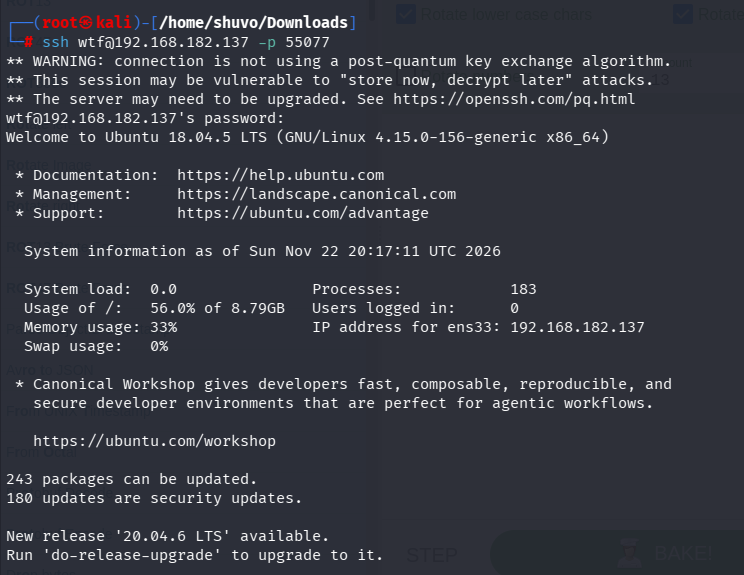 ┌──(root㉿kali)-[/home/shuvo/Downloads]
└─# ssh wtf@192.168.182.137 -p 55077
** WARNING: connection is not using a post-quantum key exchange algorithm.
** This session may be vulnerable to "store now, decrypt later" attacks.
** The server may need to be upgraded. See https://openssh.com/pq.html
wtf@192.168.182.137's password:
Welcome to Ubuntu 18.04.5 LTS (GNU/Linux 4.15.0-156-generic x86_64)

 * Documentation:  https://help.ubuntu.com
 * Management:     https://landscape.canonical.com
 * Support:        https://ubuntu.com/advantage

  System information as of Sun Nov 22 20:17:11 UTC 2026

  System load:  0.0               Processes:           183
  Usage of /:   56.0% of 8.79GB   Users logged in:     0
  Memory usage: 33%               IP address for ens33: 192.168.182.137
  Swap usage:   0%

 * Canonical Workshop gives developers fast, composable, reproducible, and
   secure developer environments that are perfect for agentic workflows.

   https://ubuntu.com/workshop

243 packages can be updated.
180 updates are security updates.

New release '20.04.6 LTS' available.
Run 'do-release-upgrade' to upgrade to it.
Rotate lower case chars
Rotate
13
STEP
BAKE!